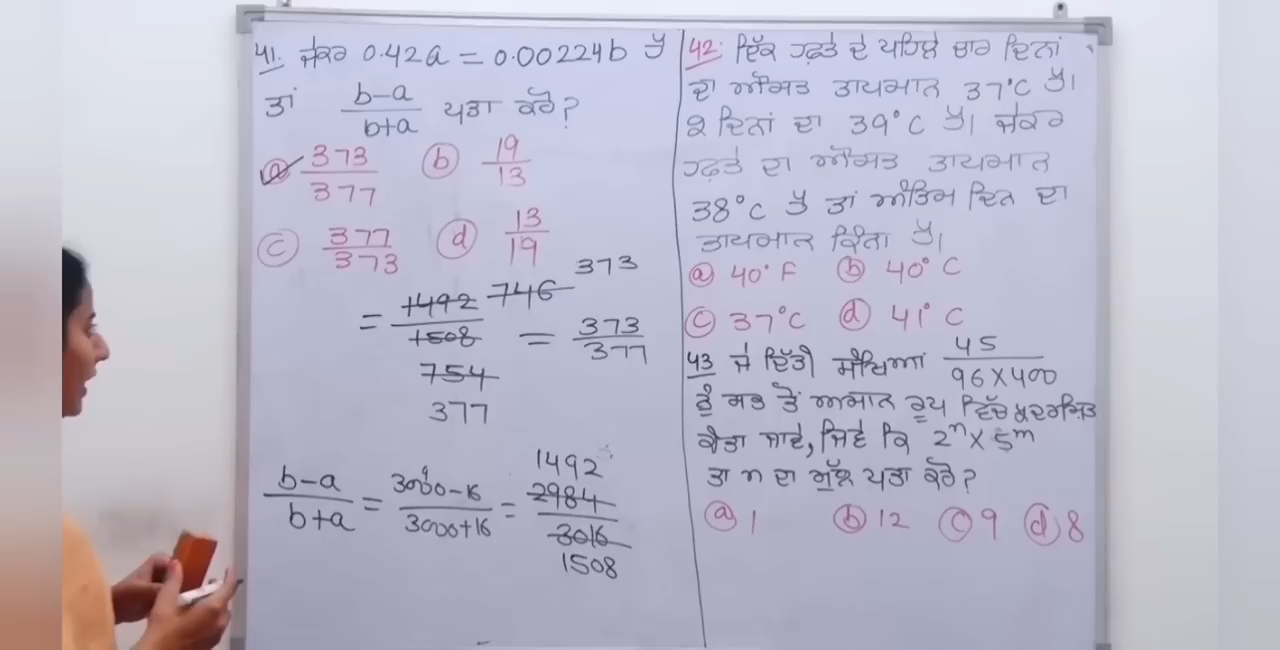 41. ਜੇਕਰ 0.42a = 0.00224b ਹੈ
ਤਾਂ b-a/b+a ਪਤਾ ਕਰੋ?
ⓐ 373/377 ⓑ 19/13
ⓒ 377/373 ⓓ 13/19
373
= 1492/1508 746 = 373/377
754
377
1492
b-a/b+a = 3000-16/3000+16 = 2984/3016
1508
42. ਇੱਕ ਹਫ਼ਤੇ ਦੇ ਪਹਿਲੇ ਚਾਰ ਦਿਨਾਂ
ਦਾ ਔਸਤ ਤਾਪਮਾਨ 37°C ਹੈ।
2 ਦਿਨਾਂ ਦਾ 39°C ਹੈ। ਜੇਕਰ
ਹਫ਼ਤੇ ਦਾ ਔਸਤ ਤਾਪਮਾਨ
38°C ਹੈ ਤਾਂ ਅੰਤਿਮ ਦਿਨ ਦਾ
ਤਾਪਮਾਨ ਕਿੰਨਾ ਹੈ।
ⓐ 40°F ⓑ 40°C
ⓒ 37°C ⓓ 41°C
43 ਜੇ ਦਿੱਤੀ ਸੰਖਿਆ 45/96×400
ਨੂੰ ਸਭ ਤੋਂ ਆਸਾਨ ਰੂਪ ਵਿੱਚ ਪ੍ਰਦਰਸ਼ਿਤ
ਕੀਤਾ ਜਾਵੇ, ਜਿਵੇਂ ਕਿ 2ⁿ × 5ᵐ
ਤਾ n ਦਾ ਮੁੱਲ ਪਤਾ ਕਰੋ?
ⓐ 1 ⓑ 12 ⓒ 9 ⓓ 8